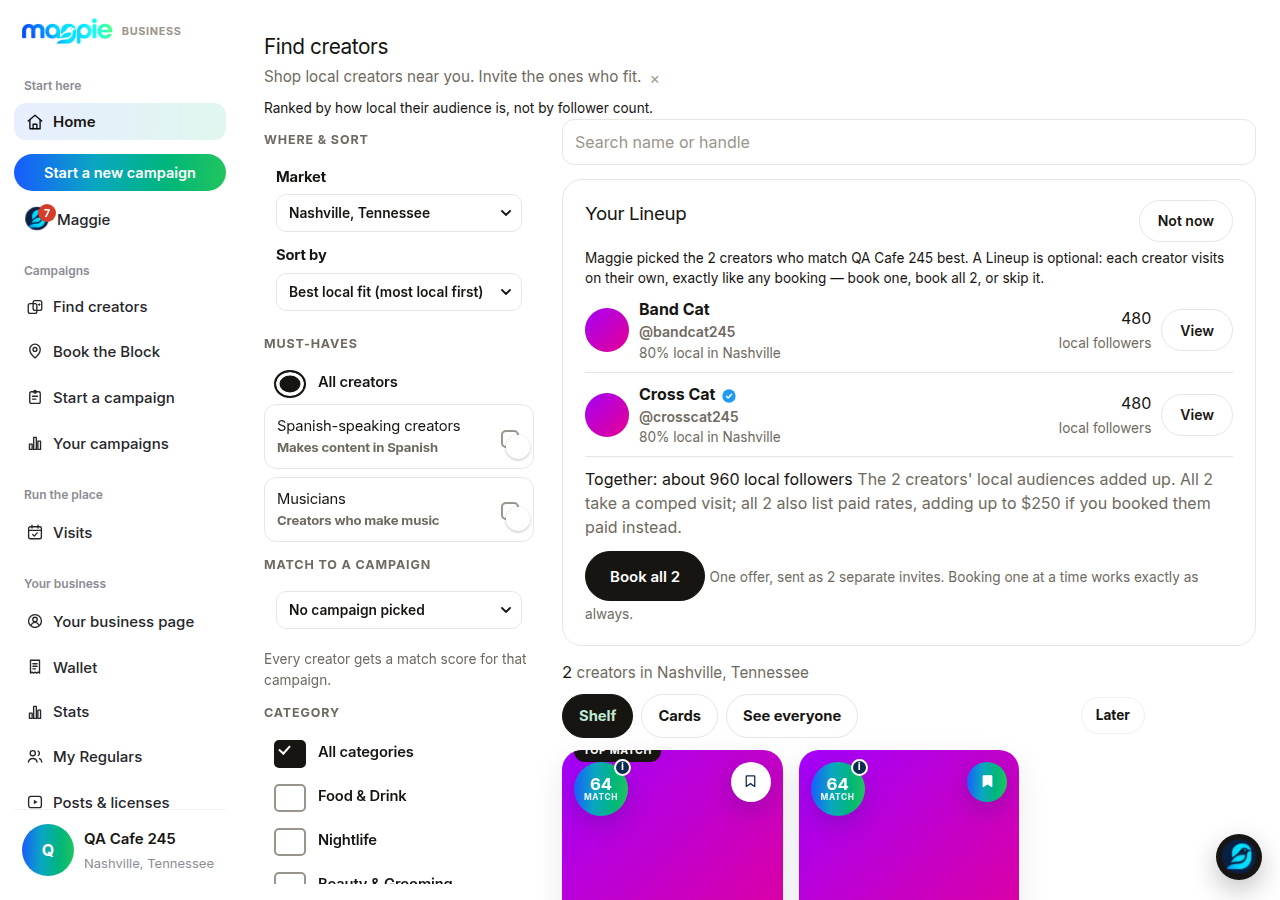 magpie BUSINESS
Start here
Home
Start a new campaign
7
Maggie
Campaigns
Find creators
Book the Block
Start a campaign
Your campaigns
Run the place
Visits
Your business
Your business page
Wallet
Stats
My Regulars
Posts & licenses
Q
QA Cafe 245
Nashville, Tennessee
Find creators
Shop local creators near you. Invite the ones who fit. ×
Ranked by how local their audience is, not by follower count.
WHERE & SORT
Market
Nashville, Tennessee
Sort by
Best local fit (most local first)
MUST-HAVES
All creators
Spanish-speaking creators
Makes content in Spanish
Musicians
Creators who make music
MATCH TO A CAMPAIGN
No campaign picked
Every creator gets a match score for that
campaign.
CATEGORY
All categories
Food & Drink
Nightlife
Beauty & Grooming
Search name or handle
Your Lineup
Not now
Maggie picked the 2 creators who match QA Cafe 245 best. A Lineup is optional: each creator visits
on their own, exactly like any booking — book one, book all 2, or skip it.
Band Cat
@bandcat245
80% local in Nashville
480
local followers
View
Cross Cat
@crosscat245
80% local in Nashville
480
local followers
View
Together: about 960 local followers The 2 creators' local audiences added up. All 2
take a comped visit; all 2 also list paid rates, adding up to $250 if you booked them
paid instead.
Book all 2 One offer, sent as 2 separate invites. Booking one at a time works exactly as
always.
2 creators in Nashville, Tennessee
Shelf
Cards
See everyone
Later
TOP MATCH
64
MATCH
i
64
MATCH
i